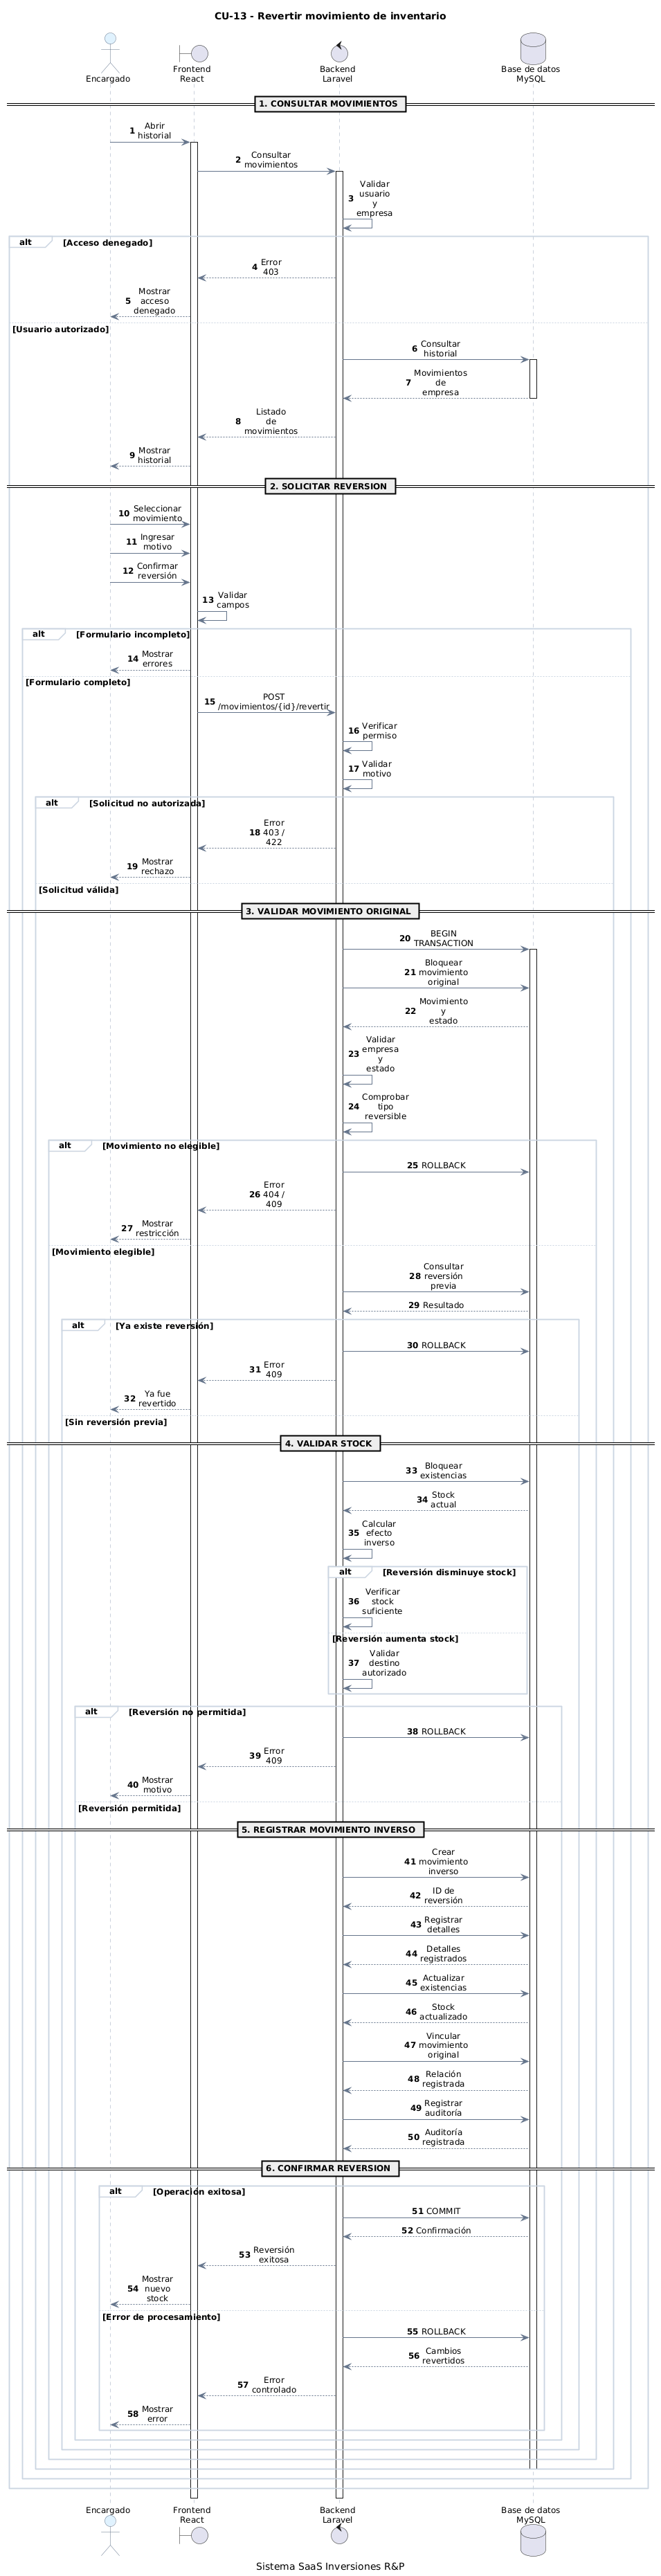 CU-13 - Revertir movimiento de inventario
Encargado
Frontend
React
Backend
Laravel
Base de datos
MySQL
1. CONSULTAR MOVIMIENTOS
1 Abrir
historial
2 Consultar
movimientos
3 Validar
usuario
y
empresa
alt [Acceso denegado]
4 Error
403
5 Mostrar
acceso
denegado
[Usuario autorizado]
6 Consultar
historial
7 Movimientos
de
empresa
8 Listado
de
movimientos
9 Mostrar
historial
2. SOLICITAR REVERSION
10 Seleccionar
movimiento
11 Ingresar
motivo
12 Confirmar
reversión
13 Validar
campos
alt [Formulario incompleto]
14 Mostrar
errores
[Formulario completo]
15 POST
/movimientos/{id}/revertir
16 Verificar
permiso
17 Validar
motivo
alt [Solicitud no autorizada]
18 Error
403 /
422
19 Mostrar
rechazo
[Solicitud válida]
3. VALIDAR MOVIMIENTO ORIGINAL
20 BEGIN
TRANSACTION
21 Bloquear
movimiento
original
22 Movimiento
y
estado
23 Validar
empresa
y
estado
24 Comprobar
tipo
reversible
alt [Movimiento no elegible]
25 ROLLBACK
26 Error
404 /
409
27 Mostrar
restricción
[Movimiento elegible]
28 Consultar
reversión
previa
29 Resultado
alt [Ya existe reversión]
30 ROLLBACK
31 Error
409
32 Ya fue
revertido
[Sin reversión previa]
4. VALIDAR STOCK
33 Bloquear
existencias
34 Stock
actual
35 Calcular
efecto
inverso
alt [Reversión disminuye stock]
36 Verificar
stock
suficiente
[Reversión aumenta stock]
37 Validar
destino
autorizado
alt [Reversión no permitida]
38 ROLLBACK
39 Error
409
40 Mostrar
motivo
[Reversión permitida]
5. REGISTRAR MOVIMIENTO INVERSO
41 Crear
movimiento
inverso
42 ID de
reversión
43 Registrar
detalles
44 Detalles
registrados
45 Actualizar
existencias
46 Stock
actualizado
47 Vincular
movimiento
original
48 Relación
registrada
49 Registrar
auditoría
50 Auditoría
registrada
6. CONFIRMAR REVERSION
alt [Operación exitosa]
51 COMMIT
52 Confirmación
53 Reversión
exitosa
54 Mostrar
nuevo
stock
[Error de procesamiento]
55 ROLLBACK
56 Cambios
revertidos
57 Error
controlado
58 Mostrar
error
Encargado
Frontend
React
Backend
Laravel
Base de datos
MySQL
Sistema SaaS Inversiones R&P